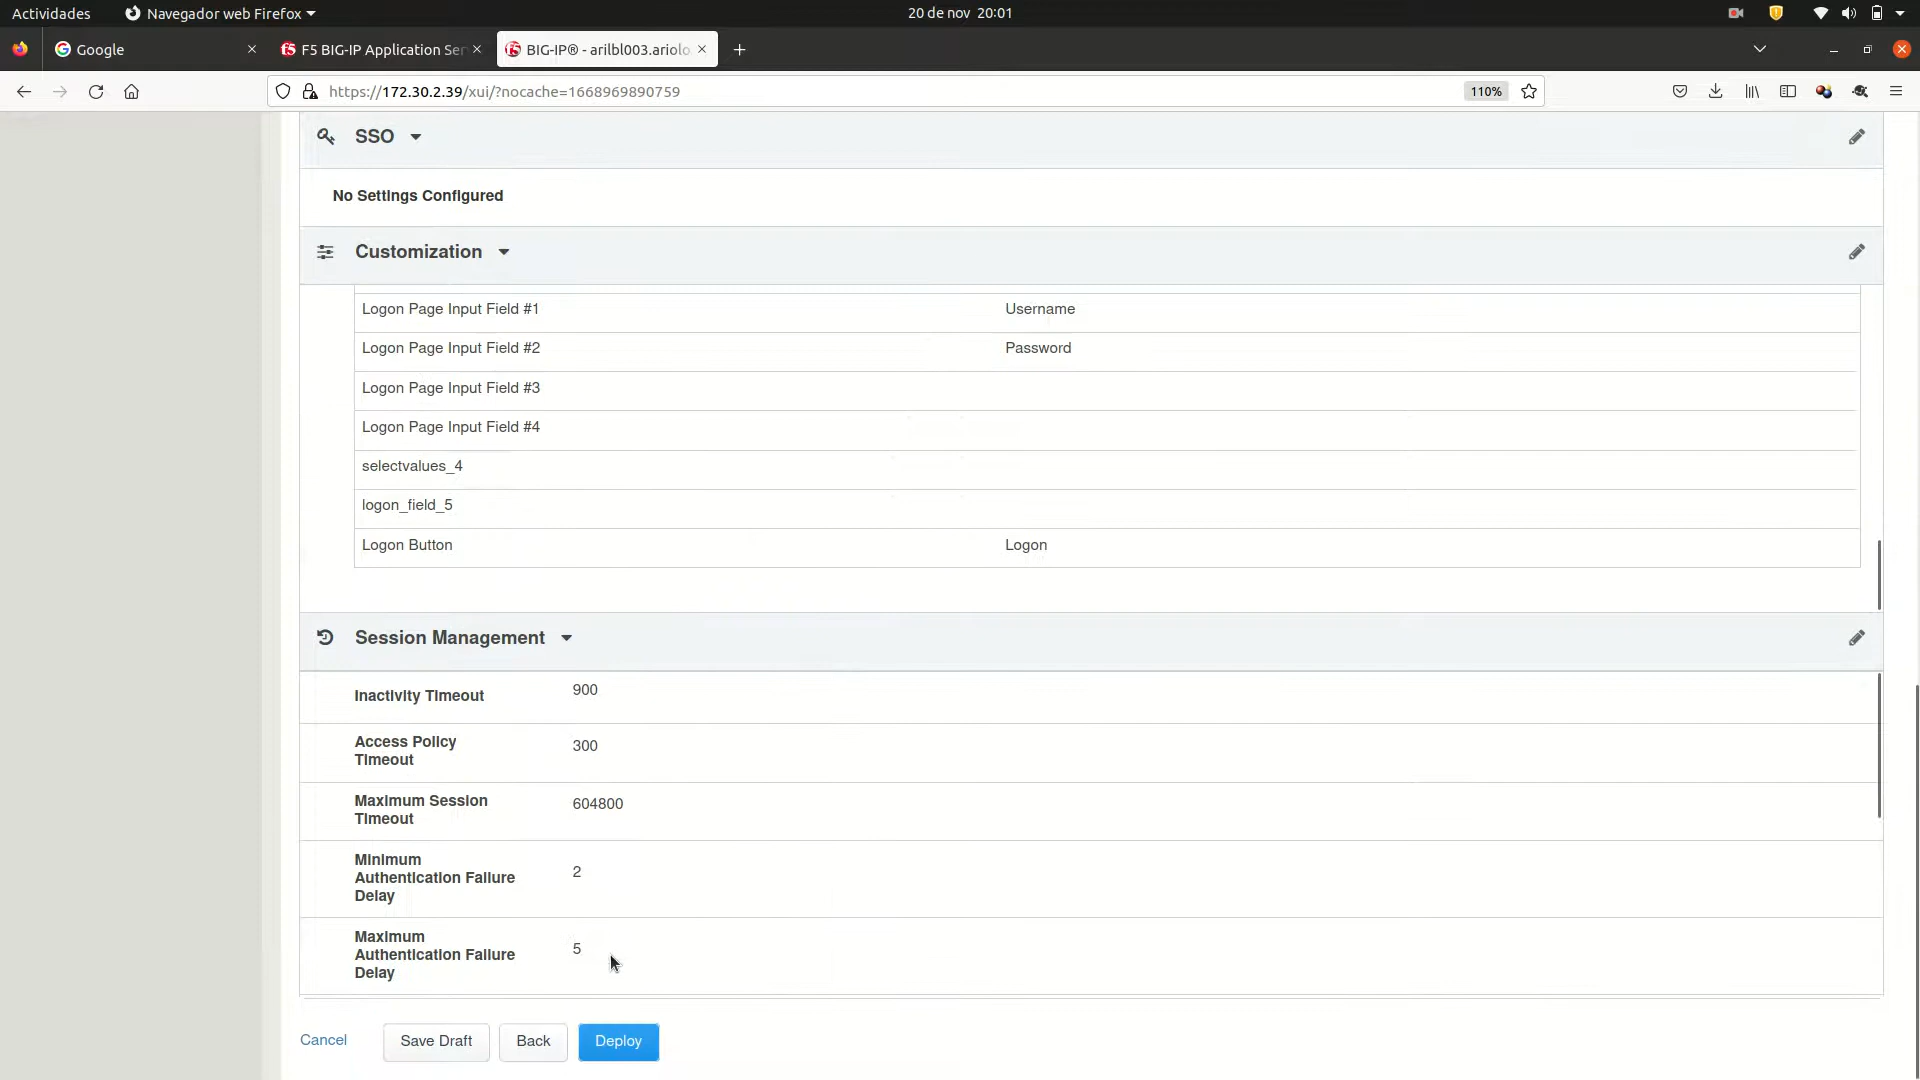 Actividades
Navegador web Firefox
20 de nov 20:01
Google
F5 BIG-IP Application Ser
BIG-IP® - arilbl003.ariolo
https://172.30.2.39/xui/?nocache=1668969890759
110%
SSO
No Settings Configured
Customization
Logon Page Input Field #1 Username
Logon Page Input Field #2 Password
Logon Page Input Field #3
Logon Page Input Field #4
selectvalues_4
logon_field_5
Logon Button Logon
Session Management
Inactivity Timeout 900
Access Policy
Timeout
300
Maximum Session
Timeout
604800
Minimum
Authentication Failure
Delay
2
Maximum
Authentication Failure
Delay
5
Cancel
Save Draft
Back
Deploy